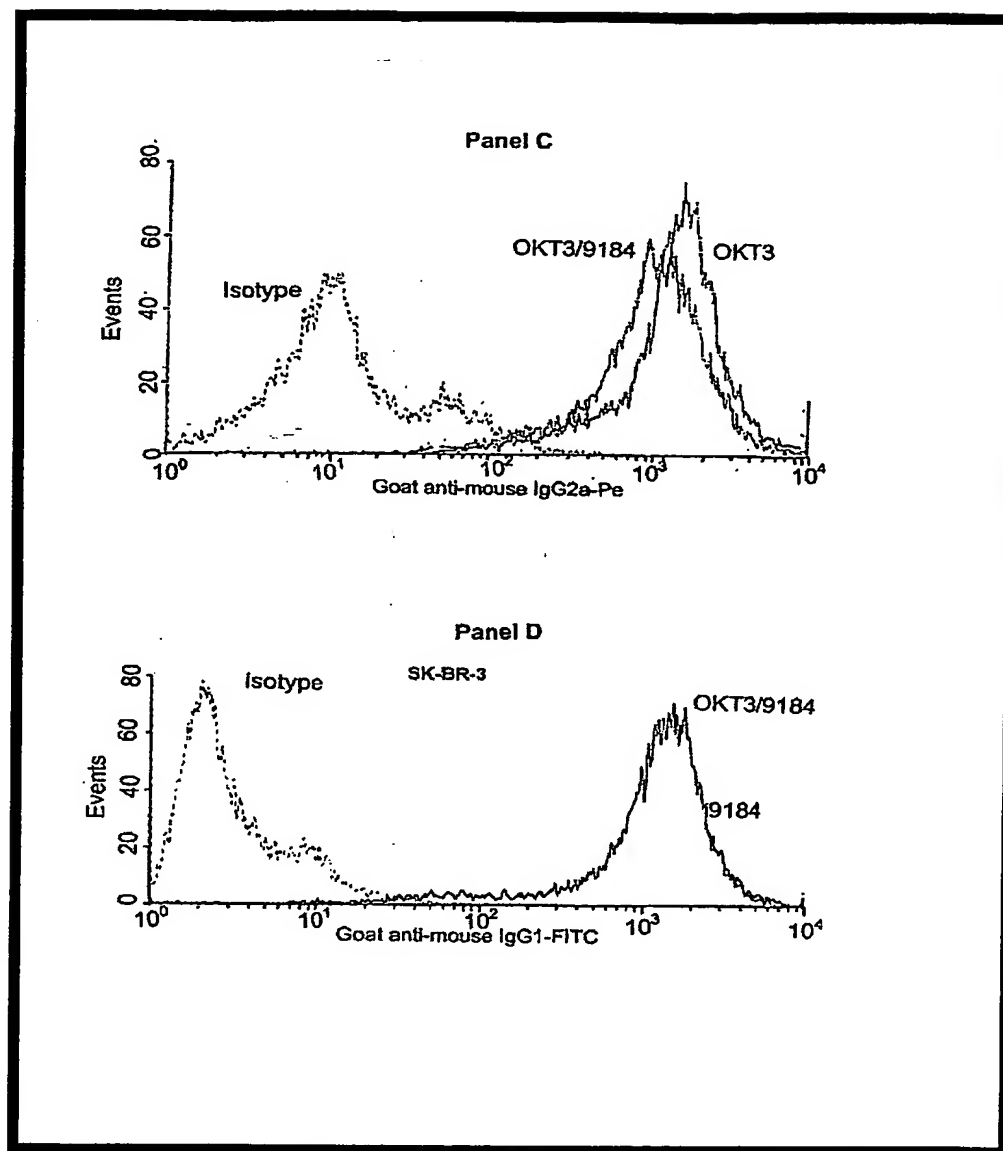 Panel C
80.
60
40.
20
0
Events
Isotype
OKT3/9184
OKT3
10⁰
10¹
10²
10³
10⁴
Goat anti-mouse IgG2a-Pe
Panel D
SK-BR-3
80
60
40
20
0
Events
Isotype
OKT3/9184
9184
10⁰
10¹
10²
10³
10⁴
Goat anti-mouse IgG1-FITC